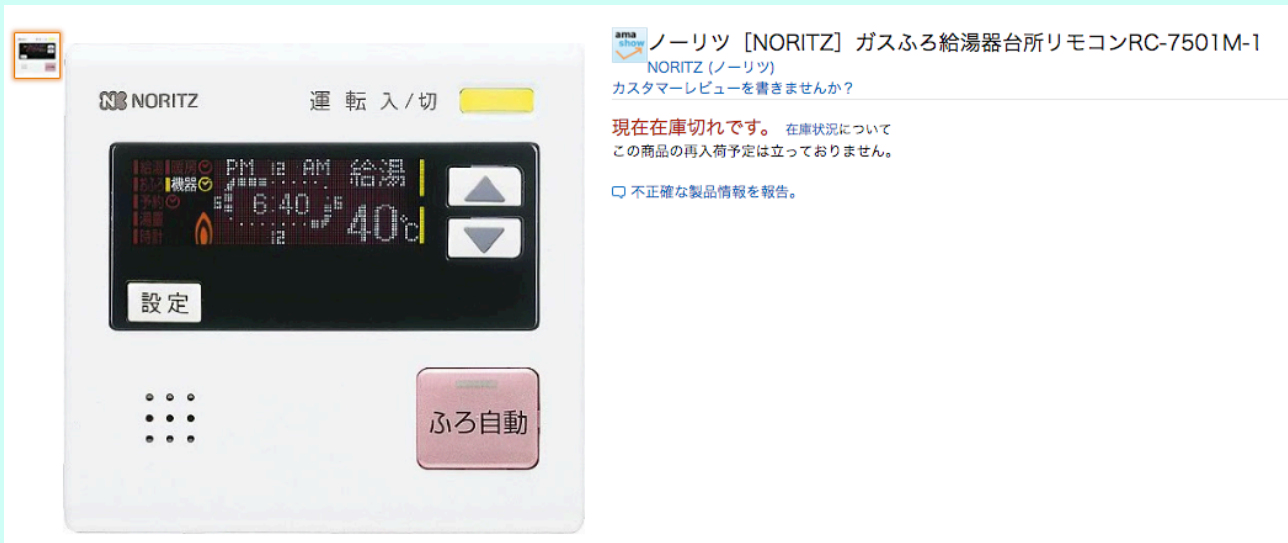 NORITZ
運転 入/切
給湯 暖房 PM 12 AM 給湯
おふろ 機器
予約 6 6:40 6 40℃
湯量
時計 12
設定
ふろ自動
ama
show
ノーリツ［NORITZ］ガスふろ給湯器台所リモコンRC-7501M-1
NORITZ (ノーリツ)
カスタマーレビューを書きませんか？
現在在庫切れです。 在庫状況について
この商品の再入荷予定は立っておりません。
不正確な製品情報を報告。